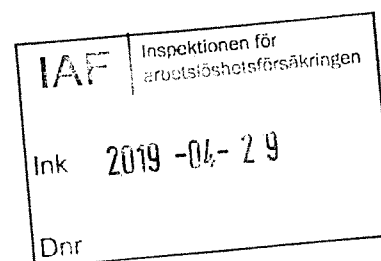 IAF
Inspektionen för
arbetslöshetsförsäkringen
Ink 2019 -04- 29
Dnr